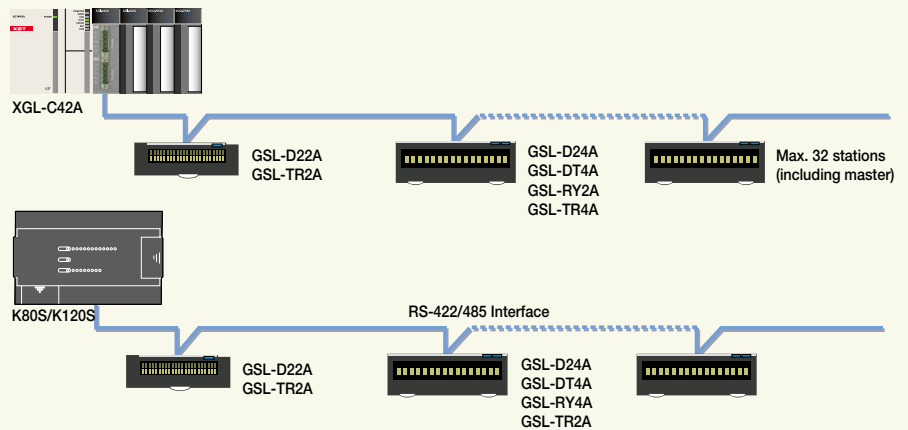 XGL-C42A
GSL-D22A
GSL-TR2A
GSL-D24A
GSL-DT4A
GSL-RY2A
GSL-TR4A
Max. 32 stations
(including master)
K80S/K120S
RS-422/485 Interface
GSL-D22A
GSL-TR2A
GSL-D24A
GSL-DT4A
GSL-RY4A
GSL-TR2A